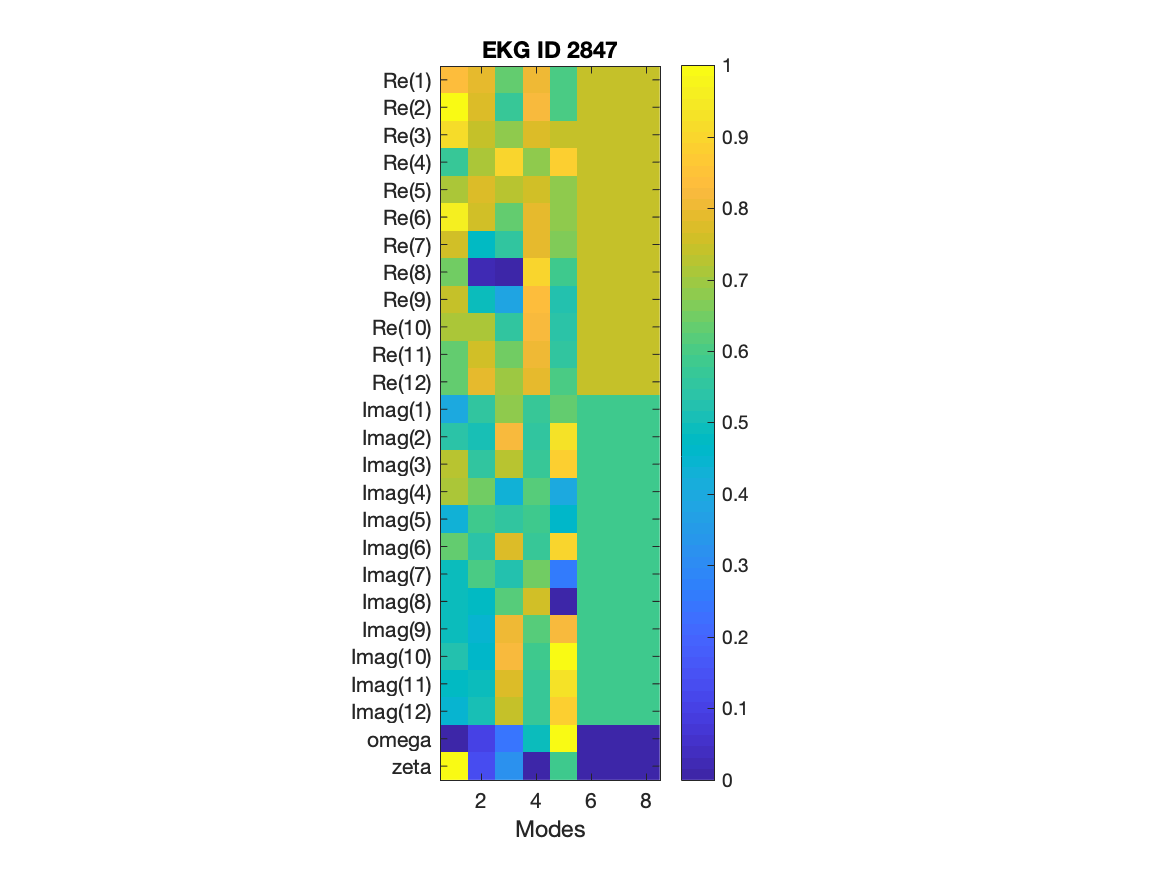 EKG ID 2847
Re(1)
Re(2)
Re(3)
Re(4)
Re(5)
Re(6)
Re(7)
Re(8)
Re(9)
Re(10)
Re(11)
Re(12)
Imag(1)
Imag(2)
Imag(3)
Imag(4)
Imag(5)
Imag(6)
Imag(7)
Imag(8)
Imag(9)
Imag(10)
Imag(11)
Imag(12)
omega
zeta
2 4 6 8
Modes
1
0.9
0.8
0.7
0.6
0.5
0.4
0.3
0.2
0.1
0